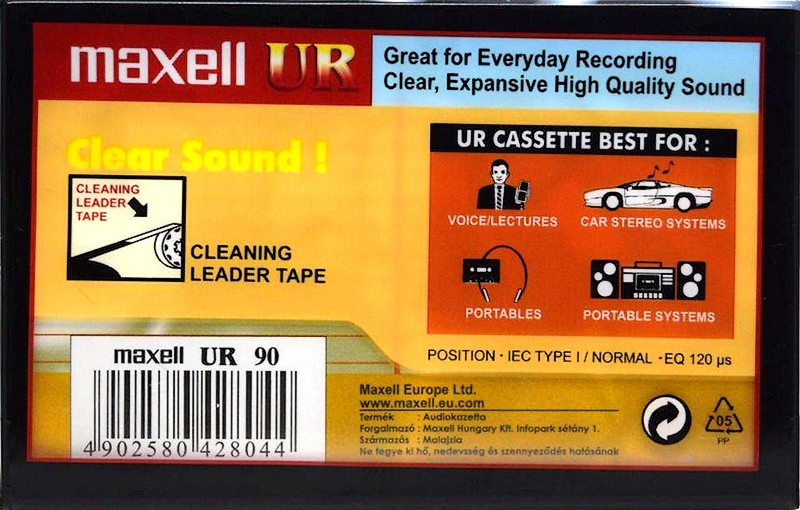 maxell UR
Great for Everyday Recording
Clear, Expansive High Quality Sound
Clear Sound !
CLEANING
LEADER
TAPE
CLEANING
LEADER TAPE
UR CASSETTE BEST FOR :
VOICE/LECTURES
CAR STEREO SYSTEMS
PORTABLES
PORTABLE SYSTEMS
POSITION · IEC TYPE I / NORMAL · EQ 120 µs
maxell UR 90
4 902580 428044
Maxell Europe Ltd.
www.maxell.eu.com
Termék : Audiokazetta
Forgalmazó : Maxell Hungary Kft. Infopark sétány 1.
Származás : Malajzia
Ne tegye ki hő, nedevsség és szennyeződés hatásának
05
PP